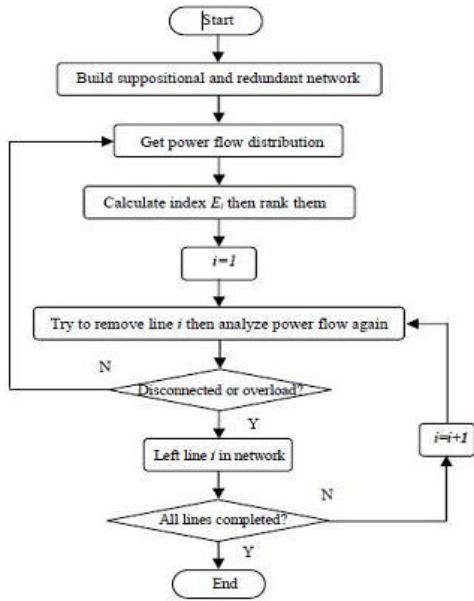 Start
Build suppositional and redundant network
Get power flow distribution
Calculate index Ei then rank them
i=1
Try to remove line i then analyze power flow again
N
Disconnected or overload?
Y
i=i+1
Left line i in network
N
All lines completed?
Y
End